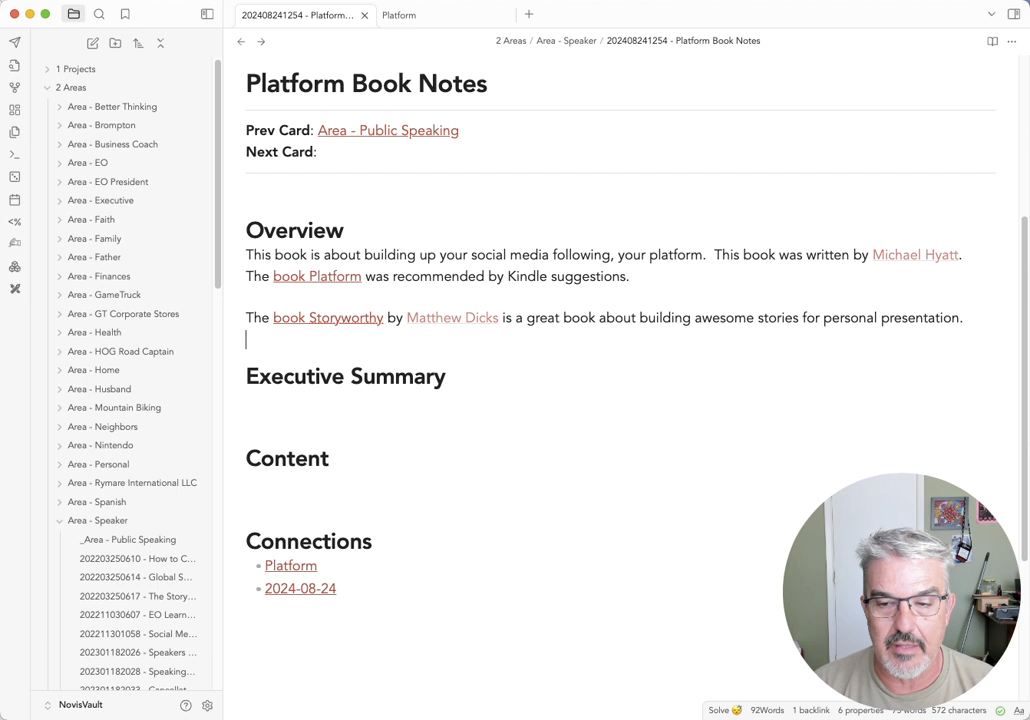 202408241254 - Platform...
Platform
2 Areas / Area - Speaker / 202408241254 - Platform Book Notes
1 Projects
2 Areas
Area - Better Thinking
Area - Brompton
Area - Business Coach
Area - EO
Area - EO President
Area - Executive
Area - Faith
Area - Family
Area - Father
Area - Finances
Area - GameTruck
Area - GT Corporate Stores
Area - Health
Area - HOG Road Captain
Area - Home
Area - Husband
Area - Mountain Biking
Area - Neighbors
Area - Nintendo
Area - Personal
Area - Rymare International LLC
Area - Spanish
Area - Speaker
_Area - Public Speaking
202203250610 - How to C...
202203250614 - Global S...
202203250617 - The Story...
202211030607 - EO Learn...
202211301058 - Social Me...
202301182026 - Speakers ...
202301182028 - Speaking...
202301182033 - Cancellat...
NovisVault
Platform Book Notes
Prev Card: Area - Public Speaking
Next Card:
Overview
This book is about building up your social media following, your platform. This book was written by Michael Hyatt.
The book Platform was recommended by Kindle suggestions.
The book Storyworthy by Matthew Dicks is a great book about building awesome stories for personal presentation.
Executive Summary
Content
Connections
Platform
2024-08-24
Solve 😴 92Words 1 backlink 6 properties words 572 characters Aa